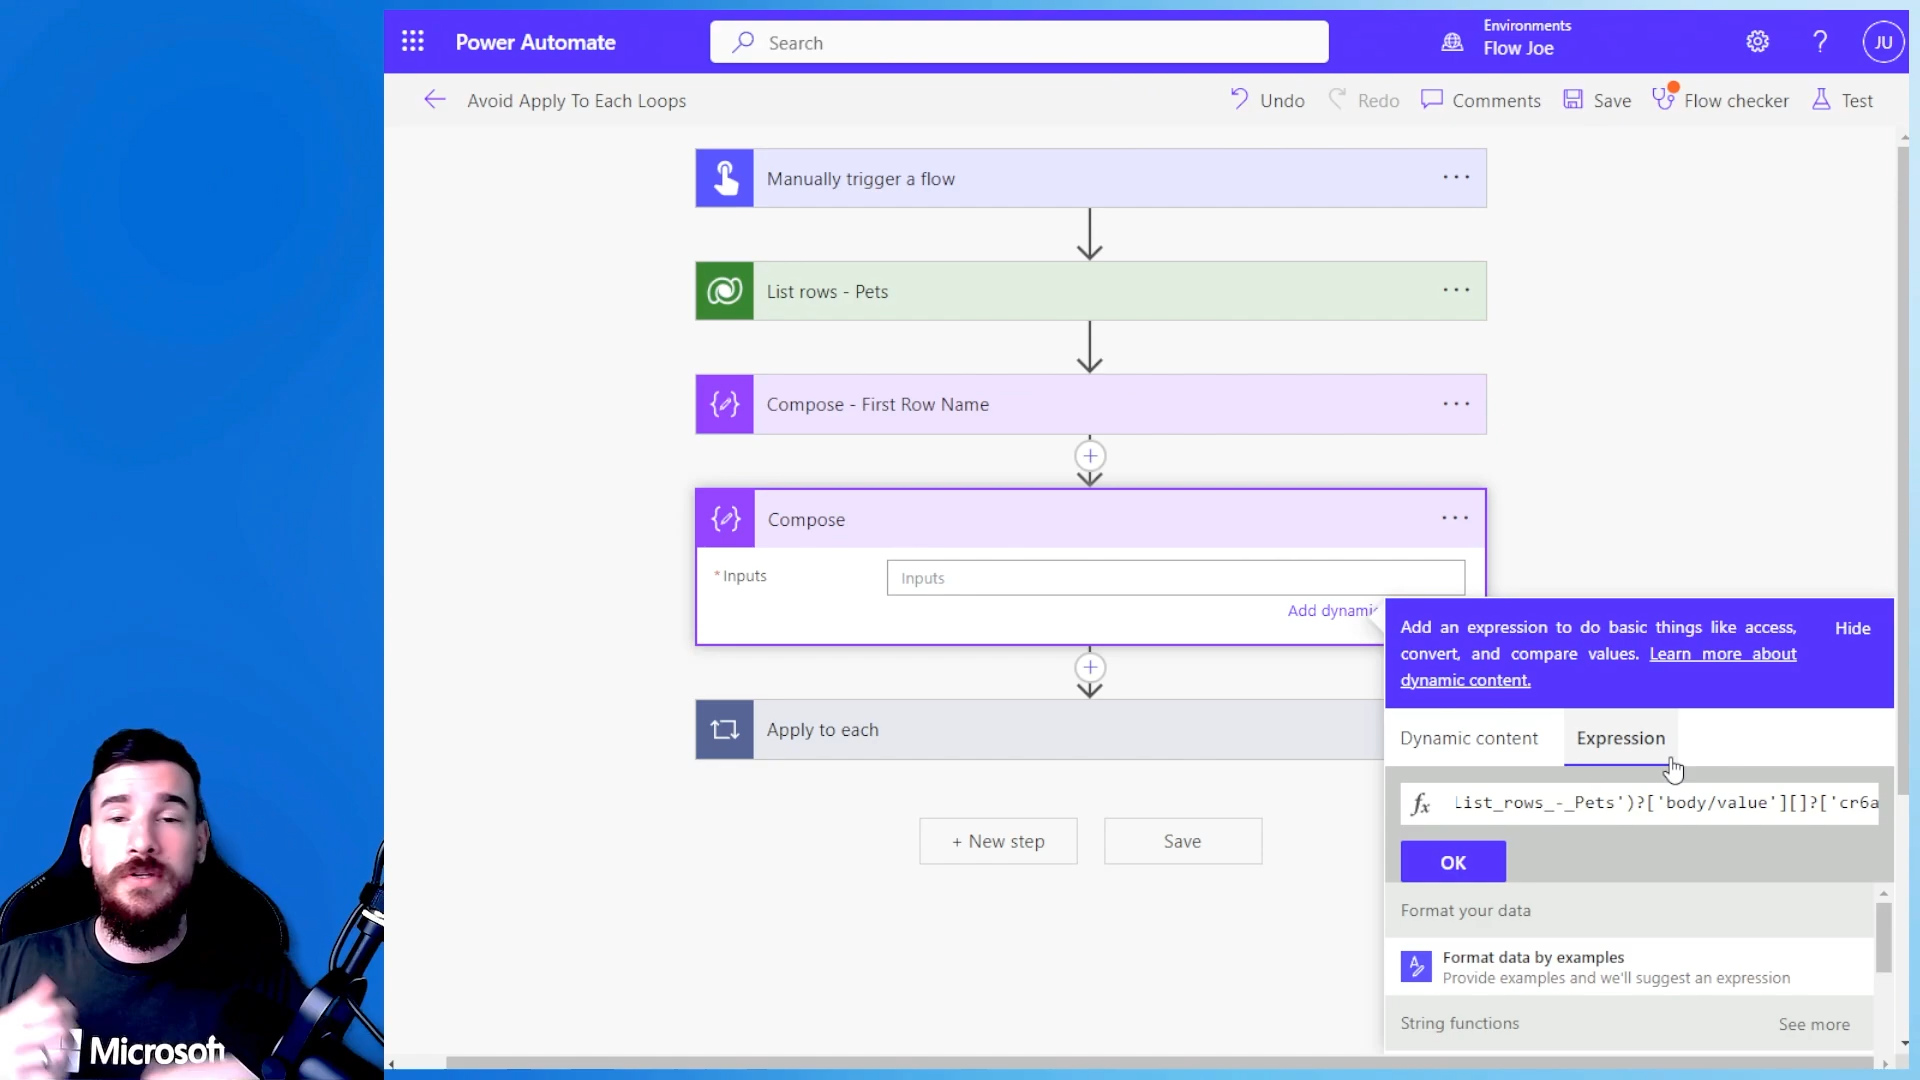 Power Automate
Search
Environments
Flow Joe
?
JU
Avoid Apply To Each Loops
Undo
Redo
Comments
Save
Flow checker
Test
Manually trigger a flow
List rows - Pets
Compose - First Row Name
Compose
* Inputs
Inputs
Add dynamic
Add an expression to do basic things like access,
convert, and compare values. Learn more about
dynamic content.
Hide
Apply to each
Dynamic content
Expression
fx
List_rows_-_Pets')?['body/value'][]?['cr6a
OK
+ New step
Save
Format your data
Format data by examples
Provide examples and we'll suggest an expression
String functions
See more
Microsoft